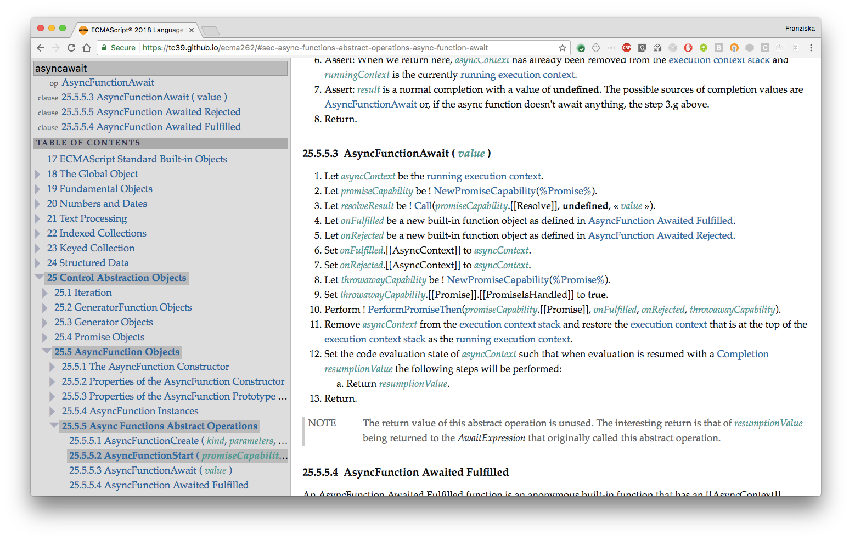 ECMAScript® 2018 Language
Franziska
Secure
https://tc39.github.io/ecma262/#sec-async-functions-abstract-operations-async-function-await
asyncawait
op AsyncFunctionAwait
clause 25.5.5.3 AsyncFunctionAwait ( value )
clause 25.5.5.5 AsyncFunction Awaited Rejected
clause 25.5.5.4 AsyncFunction Awaited Fulfilled
TABLE OF CONTENTS
17 ECMAScript Standard Built-in Objects
18 The Global Object
19 Fundamental Objects
20 Numbers and Dates
21 Text Processing
22 Indexed Collections
23 Keyed Collection
24 Structured Data
25 Control Abstraction Objects
25.1 Iteration
25.2 GeneratorFunction Objects
25.3 Generator Objects
25.4 Promise Objects
25.5 AsyncFunction Objects
25.5.1 The AsyncFunction Constructor
25.5.2 Properties of the AsyncFunction Constructor
25.5.3 Properties of the AsyncFunction Prototype ...
25.5.4 AsyncFunction Instances
25.5.5 Async Functions Abstract Operations
25.5.5.1 AsyncFunctionCreate ( kind, parameters, ...
25.5.5.2 AsyncFunctionStart ( promiseCapabilit...
25.5.5.3 AsyncFunctionAwait ( value )
25.5.5.4 AsyncFunction Awaited Fulfilled
6. Assert: When we return here, asyncContext has already been removed from the execution context stack and
runningContext is the currently running execution context.
7. Assert: result is a normal completion with a value of undefined. The possible sources of completion values are
AsyncFunctionAwait or, if the async function doesn't await anything, the step 3.g above.
8. Return.
25.5.5.3 AsyncFunctionAwait ( value )
1. Let asyncContext be the running execution context.
2. Let promiseCapability be ! NewPromiseCapability(%Promise%).
3. Let resolveResult be ! Call(promiseCapability.[[Resolve]], undefined, « value »).
4. Let onFulfilled be a new built-in function object as defined in AsyncFunction Awaited Fulfilled.
5. Let onRejected be a new built-in function object as defined in AsyncFunction Awaited Rejected.
6. Set onFulfilled.[[AsyncContext]] to asyncContext.
7. Set onRejected.[[AsyncContext]] to asyncContext.
8. Let throwawayCapability be ! NewPromiseCapability(%Promise%).
9. Set throwawayCapability.[[Promise]].[[PromiseIsHandled]] to true.
10. Perform ! PerformPromiseThen(promiseCapability.[[Promise]], onFulfilled, onRejected, throwawayCapability).
11. Remove asyncContext from the execution context stack and restore the execution context that is at the top of the
execution context stack as the running execution context.
12. Set the code evaluation state of asyncContext such that when evaluation is resumed with a Completion
resumptionValue the following steps will be performed:
a. Return resumptionValue.
13. Return.
NOTE The return value of this abstract operation is unused. The interesting return is that of resumptionValue
being returned to the AwaitExpression that originally called this abstract operation.
25.5.5.4 AsyncFunction Awaited Fulfilled
An AsyncFunction Awaited Fulfilled function is an anonymous built-in function that has an [[AsyncContext]]